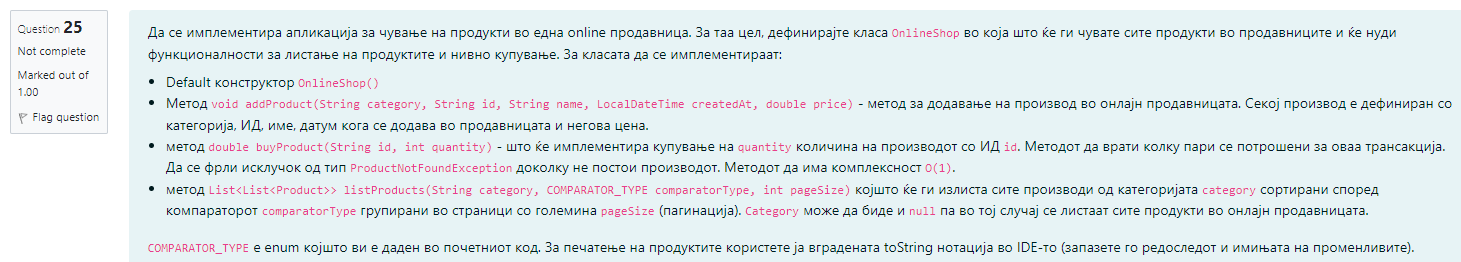 Question 25
Not complete
Marked out of
1.00
Flag question
Да се имплементира апликација за чување на продукти во една online продавница. За таа цел, дефинирајте класа OnlineShop во која што ќе ги чувате сите продукти во продавниците и ќе нуди
функционалности за листање на продуктите и нивно купување. За класата да се имплементираат:
• Default конструктор OnlineShop()
• Метод void addProduct(String category, String id, String name, LocalDateTime createdAt, double price) - метод за додавање на производ во онлајн продавницата. Секој производ е дефиниран со
категорија, ИД, име, датум кога се додава во продавницата и негова цена.
• метод double buyProduct(String id, int quantity) - што ќе имплементира купување на quantity количина на производот со ИД id. Методот да врати колку пари се потрошени за оваа трансакција.
Да се фрли исклучок од тип ProductNotFoundException доколку не постои производот. Методот да има комплексност O(1).
• метод List<List<Product>> listProducts(String category, COMPARATOR_TYPE comparatorType, int pageSize) којшто ќе ги излиста сите производи од категоријата category сортирани според
компараторот comparatorType групирани во страници со големина pageSize (пагинација). Category може да биде и null па во тој случај се листаат сите продукти во онлајн продавницата.
COMPARATOR_TYPE е enum којшто ви е даден во почетниот код. За печатење на продуктите користете ја вградената toString нотација во IDE-то (запазете го редоследот и имињата на променливите).